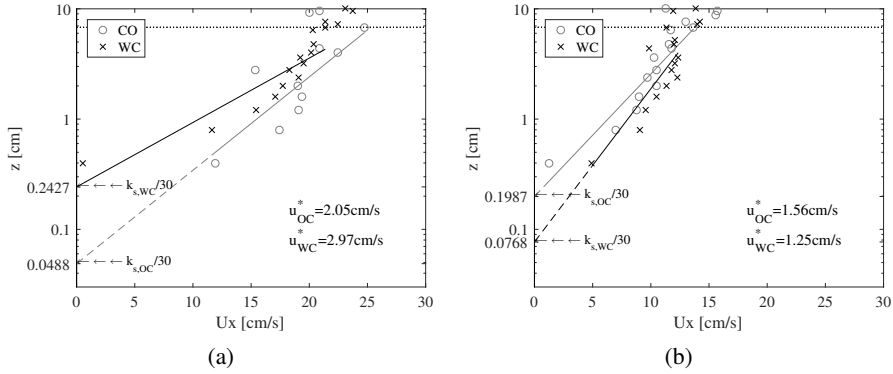 10
CO
WC
1
z [cm]
0.2427
← ← ← k_s,WC/30
0.1
u*_OC=2.05cm/s
u*_WC=2.97cm/s
0.0488
← ← ← k_s,OC/30
0 5 10 15 20 25 30
Ux [cm/s]
(a)
10
CO
WC
1
z [cm]
0.1987
← ← ← k_s,OC/30
0.1
u*_OC=1.56cm/s
0.0768
← ← ← k_s,WC/30
u*_WC=1.25cm/s
0 5 10 15 20 25 30
Ux [cm/s]
(b)